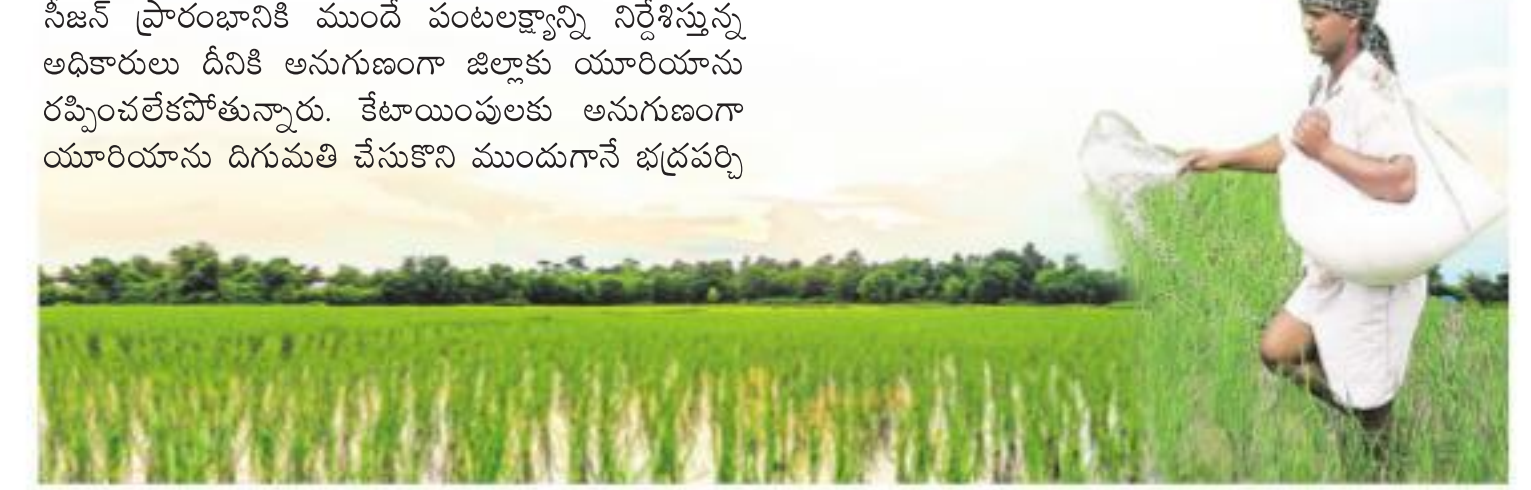 సీజన్ ప్రారంభానికి ముందే పంటలక్ష్యాన్ని నిర్దేశిస్తున్న
అధికారులు దీనికి అనుగుణంగా జిల్లాకు యూరియాను
రప్పించలేకపోతున్నారు. కేటాయింపులకు అనుగుణంగా
యూరియాను దిగుమతి చేసుకొని ముందుగానే భద్రపర్చి